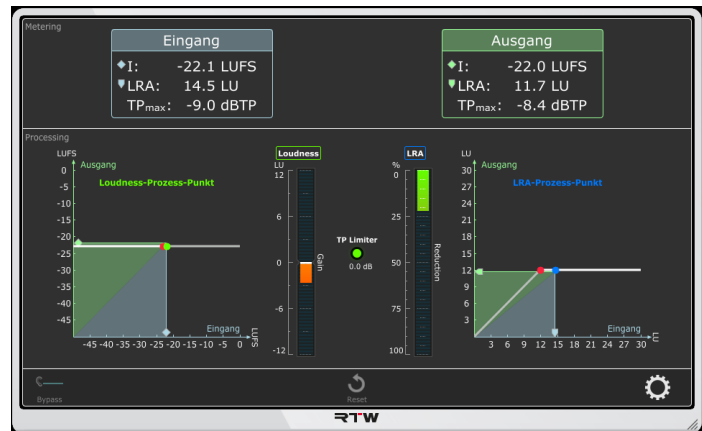 Metering
Eingang
I: -22.1 LUFS
LRA: 14.5 LU
TPmax: -9.0 dBTP
Ausgang
I: -22.0 LUFS
LRA: 11.7 LU
TPmax: -8.4 dBTP
Processing
LUFS
Ausgang
Loudness-Prozess-Punkt
0
-5
-10
-15
-20
-25
-30
-35
-40
-45
Eingang
-45 -40 -35 -30 -25 -20 -15 -10 -5 0
LUFS
Loudness
LU
12
6
0
-6
-12
Gain
TP Limiter
0.0 dB
LRA
%
0
25
50
75
100
Reduction
LU
Ausgang
LRA-Prozess-Punkt
30
27
24
21
18
15
12
9
6
3
Eingang
3 6 9 12 15 18 21 24 27 30
LU
Bypass
Reset
RTW